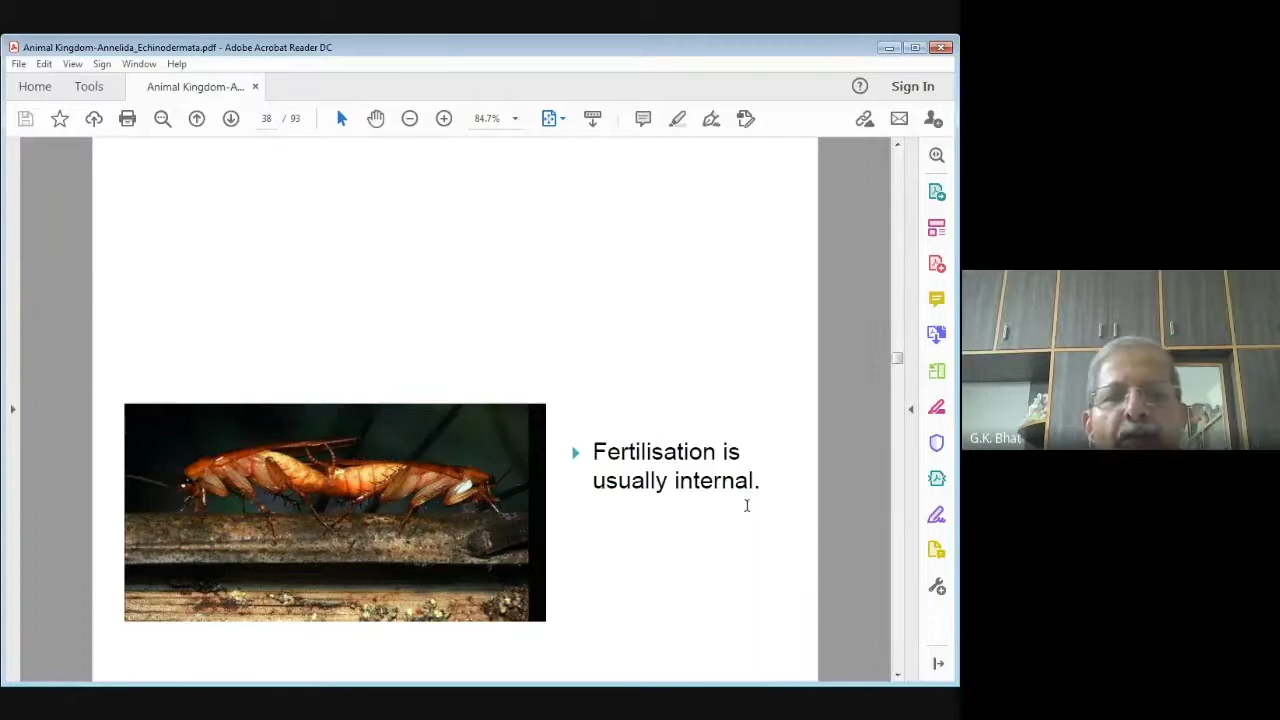 Animal Kingdom-Annelida_Echinodermata.pdf - Adobe Acrobat Reader DC
File Edit View Sign Window Help
Home Tools Animal Kingdom-A... × Sign In
38 / 93 84.7%
Fertilisation is
usually internal.
G.K. Bhat